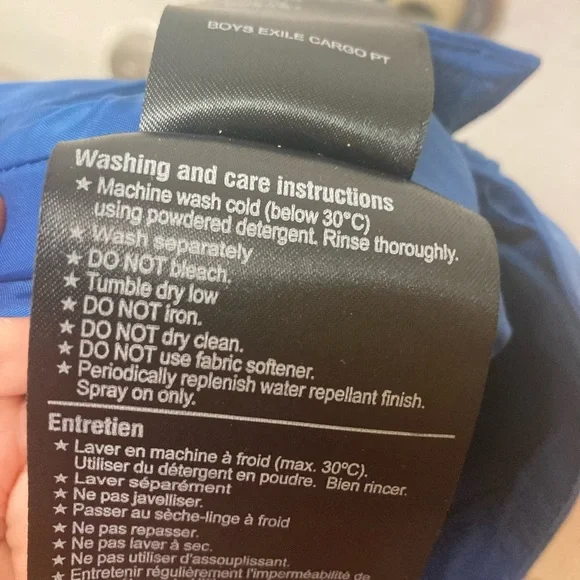 BOYS EXILE CARGO PT
Washing and care instructions
★ Machine wash cold (below 30°C)
using powdered detergent. Rinse thoroughly.
★ Wash separately
★ DO NOT bleach.
★ Tumble dry low
★ DO NOT iron.
★ DO NOT dry clean.
★ DO NOT use fabric softener.
★ Periodically replenish water repellant finish.
Spray on only.
Entretien
★ Laver en machine à froid (max. 30ºC).
Utiliser du détergent en poudre. Bien rincer.
★ Laver séparément
★ Ne pas javelliser.
★ Passer au sèche-linge à froid
★ Ne pas repasser.
★ Ne pas laver à sec.
★ Ne pas utiliser d'assouplissant.
★ Entretenir régulièrement l'imperméabilité de